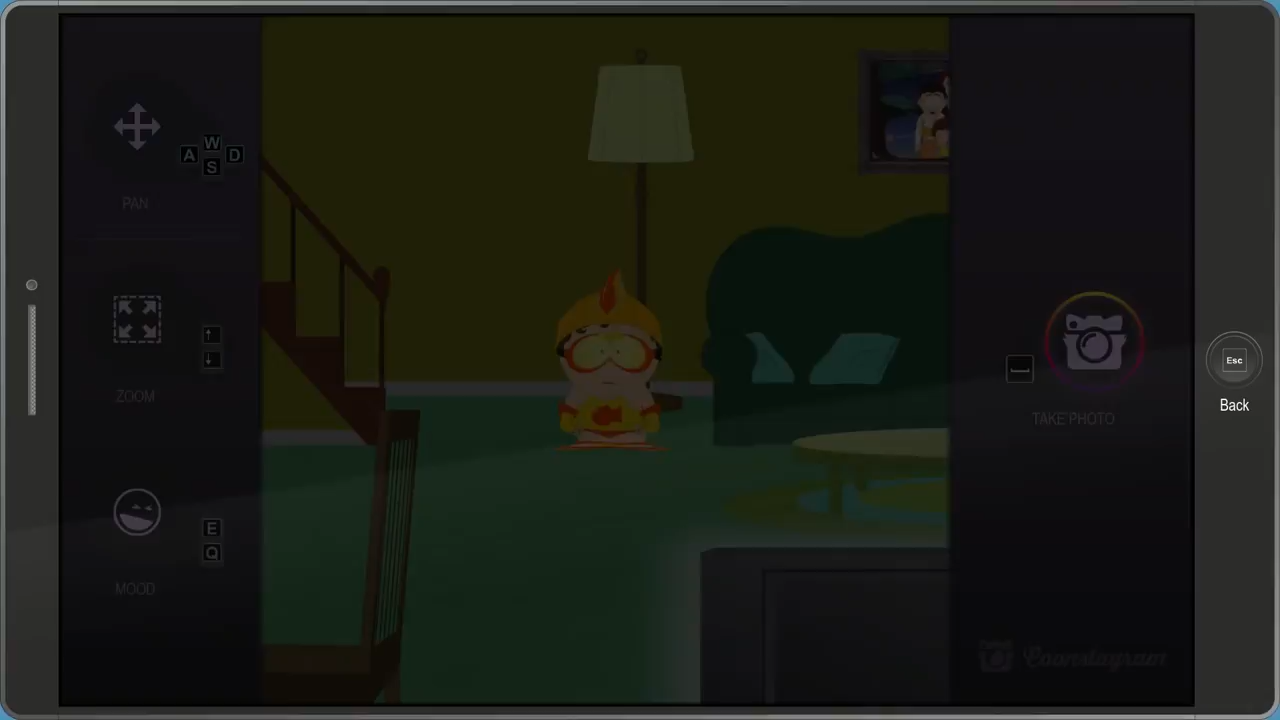 W
A D
S
PAN
↑
↓
ZOOM
E
Q
MOOD
TAKE PHOTO
Esc
Back
Coonstagram